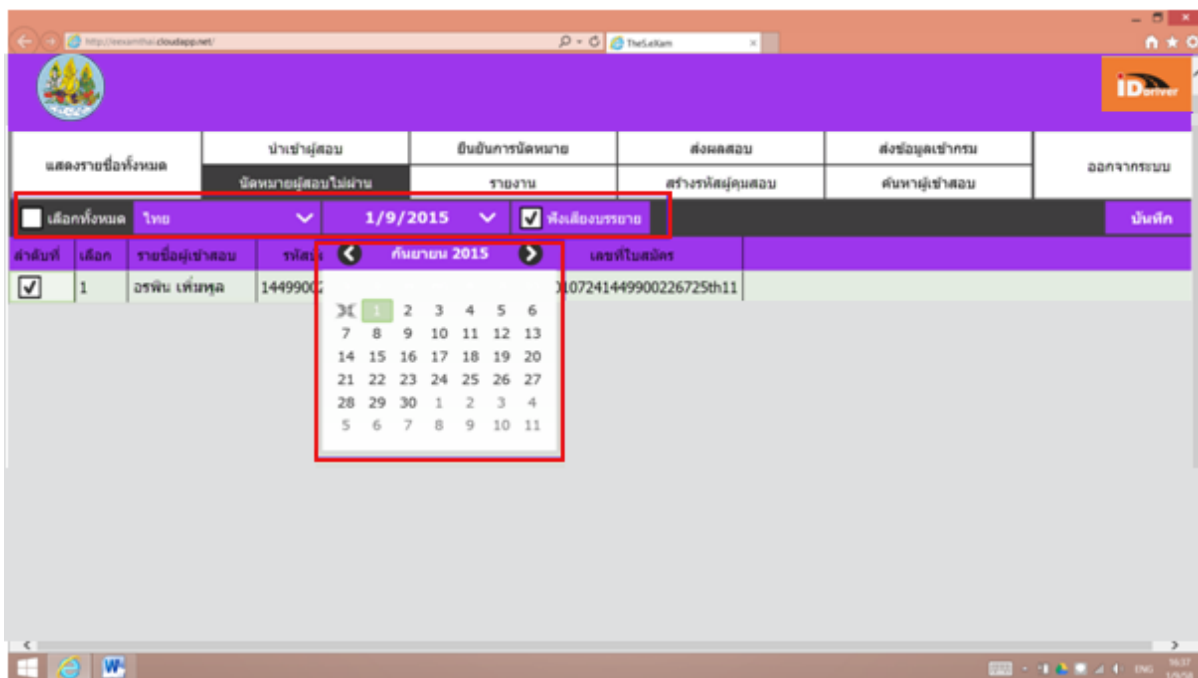 http://eexamthai.cloudapp.net/
TheS.eXam
iDriver
แสดงรายชื่อทั้งหมด
นำเข้าผู้สอบ
ยืนยันการนัดหมาย
ส่งผลสอบ
ส่งข้อมูลเข้ากรม
ออกจากระบบ
นัดหมายผู้สอบไม่ผ่าน
รายงาน
สร้างรหัสผู้คุมสอบ
ค้นหาผู้เข้าสอบ
เลือกทั้งหมด ไทย 1/9/2015 ฟังเสียงบรรยาย บันทึก
ลำดับที่ เลือก รายชื่อผู้เข้าสอบ เลขที่ใบสมัคร
กันยายน 2015
1 อรพิน เพิ่มพูล 14499002 0107241449900226725th11
31 1 2 3 4 5 6
7 8 9 10 11 12 13
14 15 16 17 18 19 20
21 22 23 24 25 26 27
28 29 30 1 2 3 4
5 6 7 8 9 10 11
ENG 16:37
1/9/58